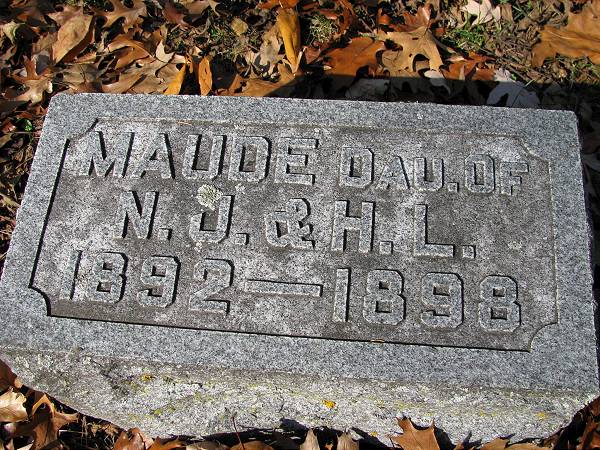 MAUDE DAU. OF
N. J. & H. L.
1892—1898